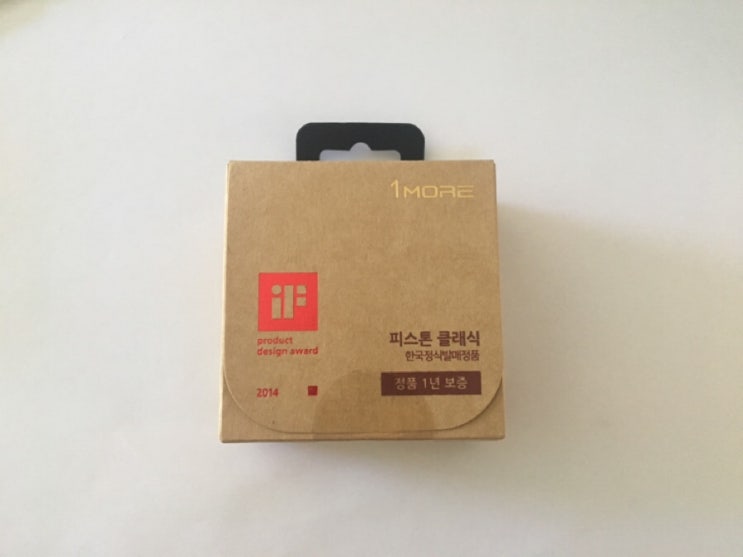 1MORE
iF
product
design award
2014
피스톤 클래식
한국정식발매정품
정품 1년 보증